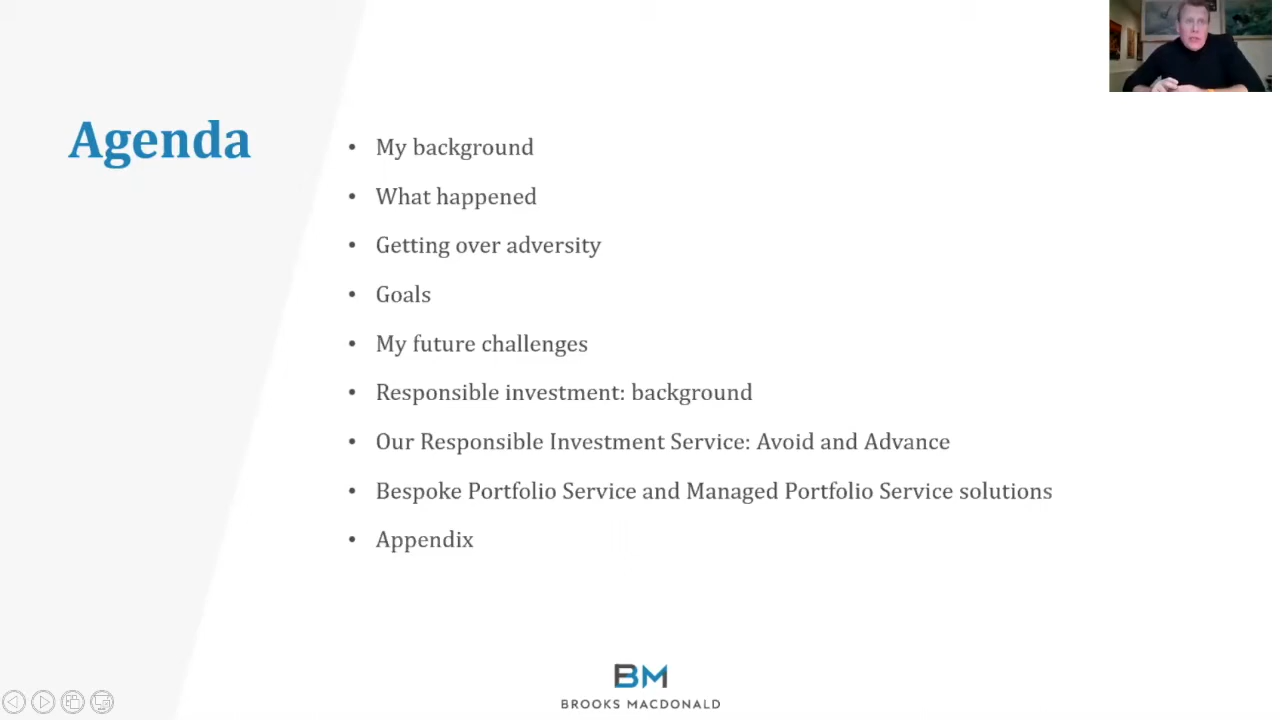 Agenda
• My background
• What happened
• Getting over adversity
• Goals
• My future challenges
• Responsible investment: background
• Our Responsible Investment Service: Avoid and Advance
• Bespoke Portfolio Service and Managed Portfolio Service solutions
• Appendix
BM
BROOKS MACDONALD